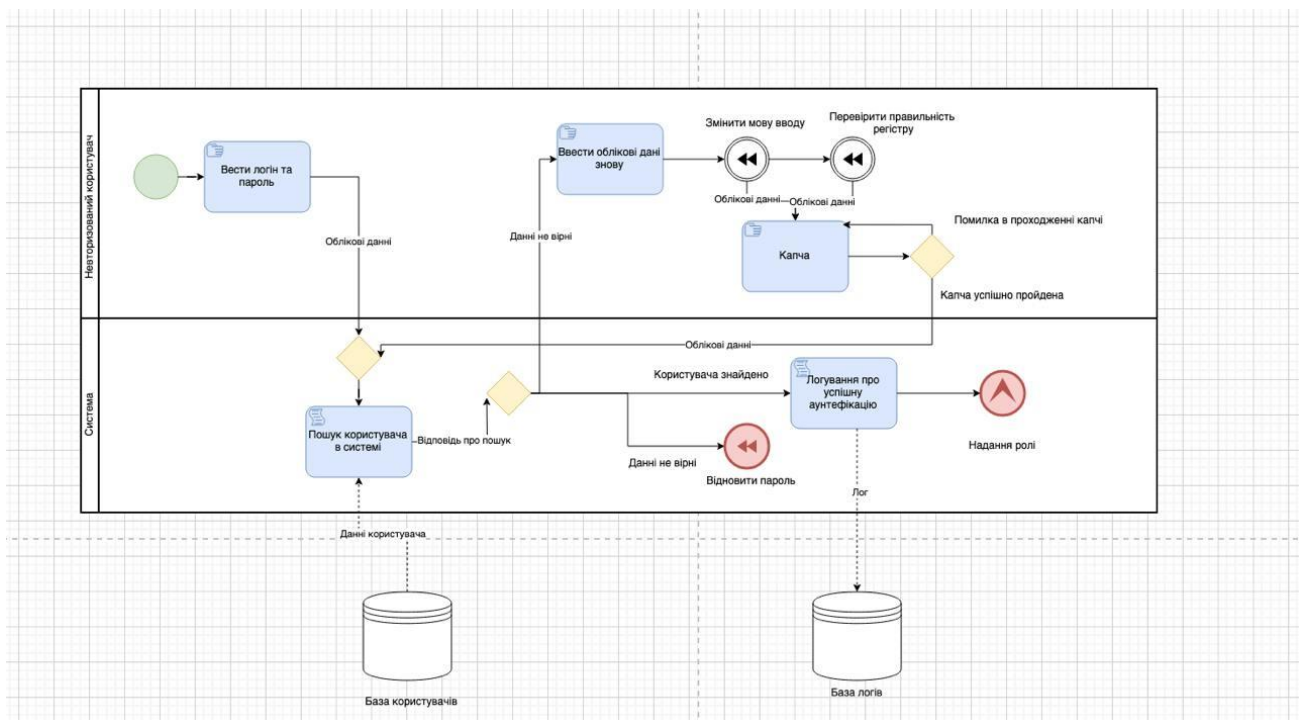 Невторизований користувач
Вести логін та
пароль
Облікові данні
Данні не вірні
Ввести облікові дані
знову
Змінити мову вводу
Перевірити правильність
регістру
Облікові данні
Облікові данні
Капча
Помилка в проходженні капчі
Капча успішно пройдена
Система
Облікові данні
Пошук користувача
в системі
Відповідь про пошук
Користувача знайдено
Данні не вірні
Відновити пароль
Логування про
успішну
аунтефікацію
Надання ролі
Лог
Данні користувача
База користувачів
База логів